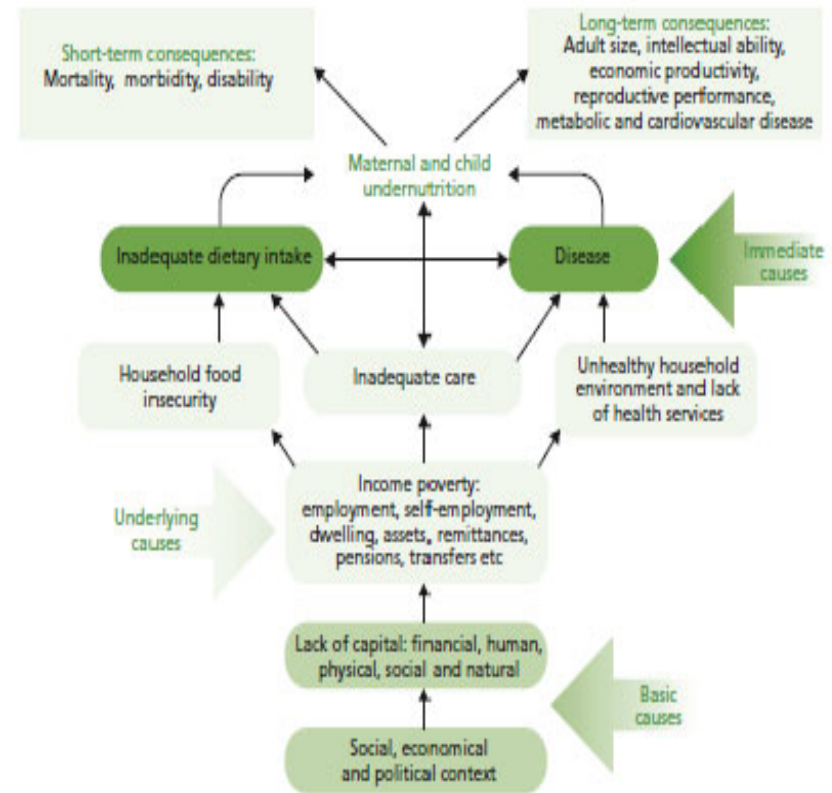 Short-term consequences:
Mortality, morbidity, disability
Long-term consequences:
Adult size, intellectual ability,
economic productivity,
reproductive performance,
metabolic and cardiovascular disease
Maternal and child
undernutrition
Inadequate dietary intake
Disease
Immediate
causes
Household food
insecurity
Inadequate care
Unhealthy household
environment and lack
of health services
Underlying
causes
Income poverty:
employment, self-employment,
dwelling, assets, remittances,
pensions, transfers etc
Lack of capital: financial, human,
physical, social and natural
Basic
causes
Social, economical
and political context